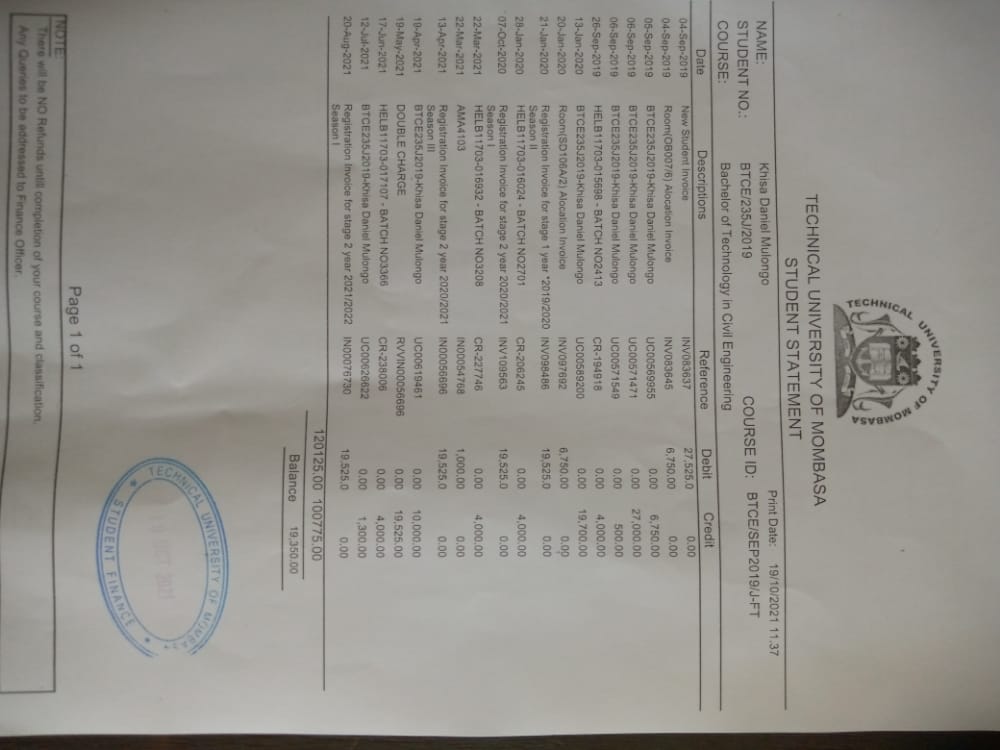 TECHNICAL UNIVERSITY OF MOMBASA
TECHNICAL UNIVERSITY OF MOMBASA
STUDENT STATEMENT
Print Date: 19/10/2021 11.37
NAME: Khisa Daniel Mulongo
STUDENT NO.: BTCE/235J/2019 COURSE ID: BTCE/SEP2019/J-FT
COURSE: Bachelor of Technology in Civil Engineering
Date Descriptions Reference Debit Credit
04-Sep-2019 New Student Invoice INV083637 27,525.0 0.00
04-Sep-2019 Room(OB007/6) Alocation Invoice INV083645 6,750.00 0.00
05-Sep-2019 BTCE235J2019-Khisa Daniel Mulongo UC00560955 0.00 6,750.00
06-Sep-2019 BTCE235J2019-Khisa Daniel Mulongo UC00571471 0.00 27,000.00
06-Sep-2019 BTCE235J2019-Khisa Daniel Mulongo UC00571549 0.00 500.00
26-Sep-2019 HELB11703-015698 - BATCH NO2413 CR-194918 0.00 4,000.00
13-Jan-2020 BTCE235J2019-Khisa Daniel Mulongo UC00589200 0.00 19,700.00
20-Jan-2020 Room(SD106A/2) Alocation Invoice INV097692 6,750.00 0.00
21-Jan-2020 Registration Invoice for stage 1 year *2019/2020 INV098486 19,525.0 0.00
Season II
28-Jan-2020 HELB11703-016024 - BATCH NO2701 CR-206245 0.00 4,000.00
07-Oct-2020 Registration Invoice for stage 2 year 2020/2021 INV109563 19,525.0 0.00
Season I
22-Mar-2021 HELB11703-016932 - BATCH NO3208 CR-227746 0.00 4,000.00
22-Mar-2021 AMA4103 IN00054768 1,000.00 0.00
13-Apr-2021 Registration Invoice for stage 2 year 2020/2021 IN00056696 19,525.0 0.00
Season III
19-Apr-2021 BTCE235J2019-Khisa Daniel Mulongo UC00619461 0.00 10,000.00
19-May-2021 DOUBLE CHARGE RVVIN00056696 0.00 19,525.00
17-Jun-2021 HELB11703-017107 - BATCH NO3366 CR-238006 0.00 4,000.00
12-Jul-2021 BTCE235J2019-Khisa Daniel Mulongo UC00626622 0.00 1,300.00
20-Aug-2021 Registration Invoice for stage 2 year 2021/2022 IN00076730 19,525.0 0.00
Season I
120125.00 100775.00
Balance 19,350.00
TECHNICAL UNIVERSITY OF MOMBASA
OCT 2021
* STUDENT FINANCE *
Page 1 of 1
NOTE:
There will be NO Refunds until completion of your course and classification.
Any Queries to be addressed to Finance Officer.